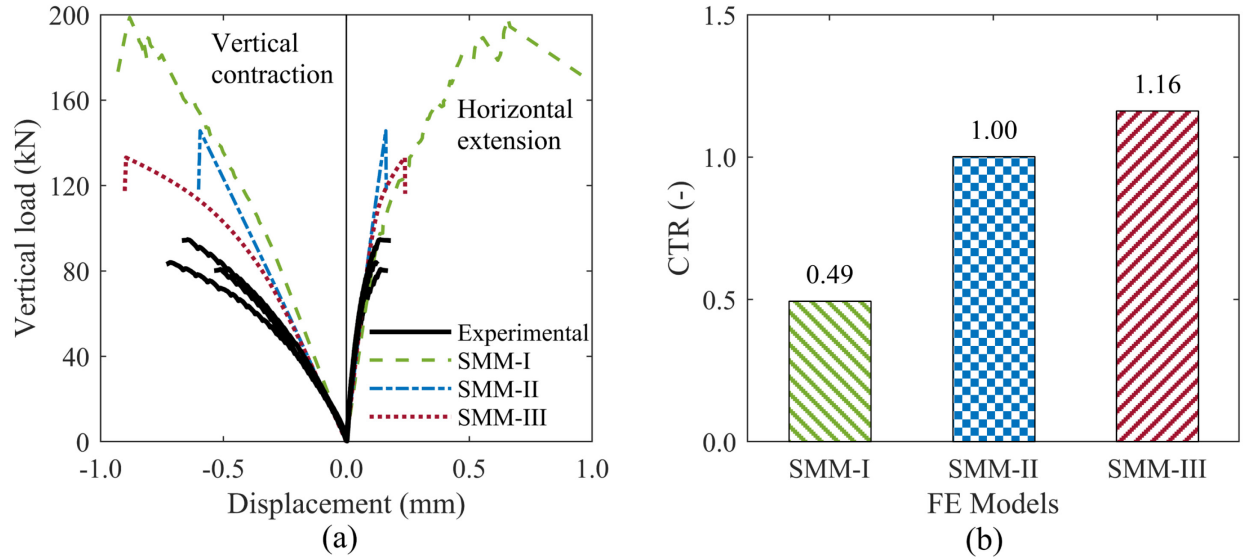 200
160
120
80
40
0
Vertical load (kN)
Vertical
contraction
Horizontal
extension
Experimental
SMM-I
SMM-II
SMM-III
-1.0
-0.5
0.0
0.5
1.0
Displacement (mm)
(a)
1.5
1.0
0.5
0.0
CTR (-)
0.49
1.00
1.16
SMM-I
SMM-II
SMM-III
FE Models
(b)